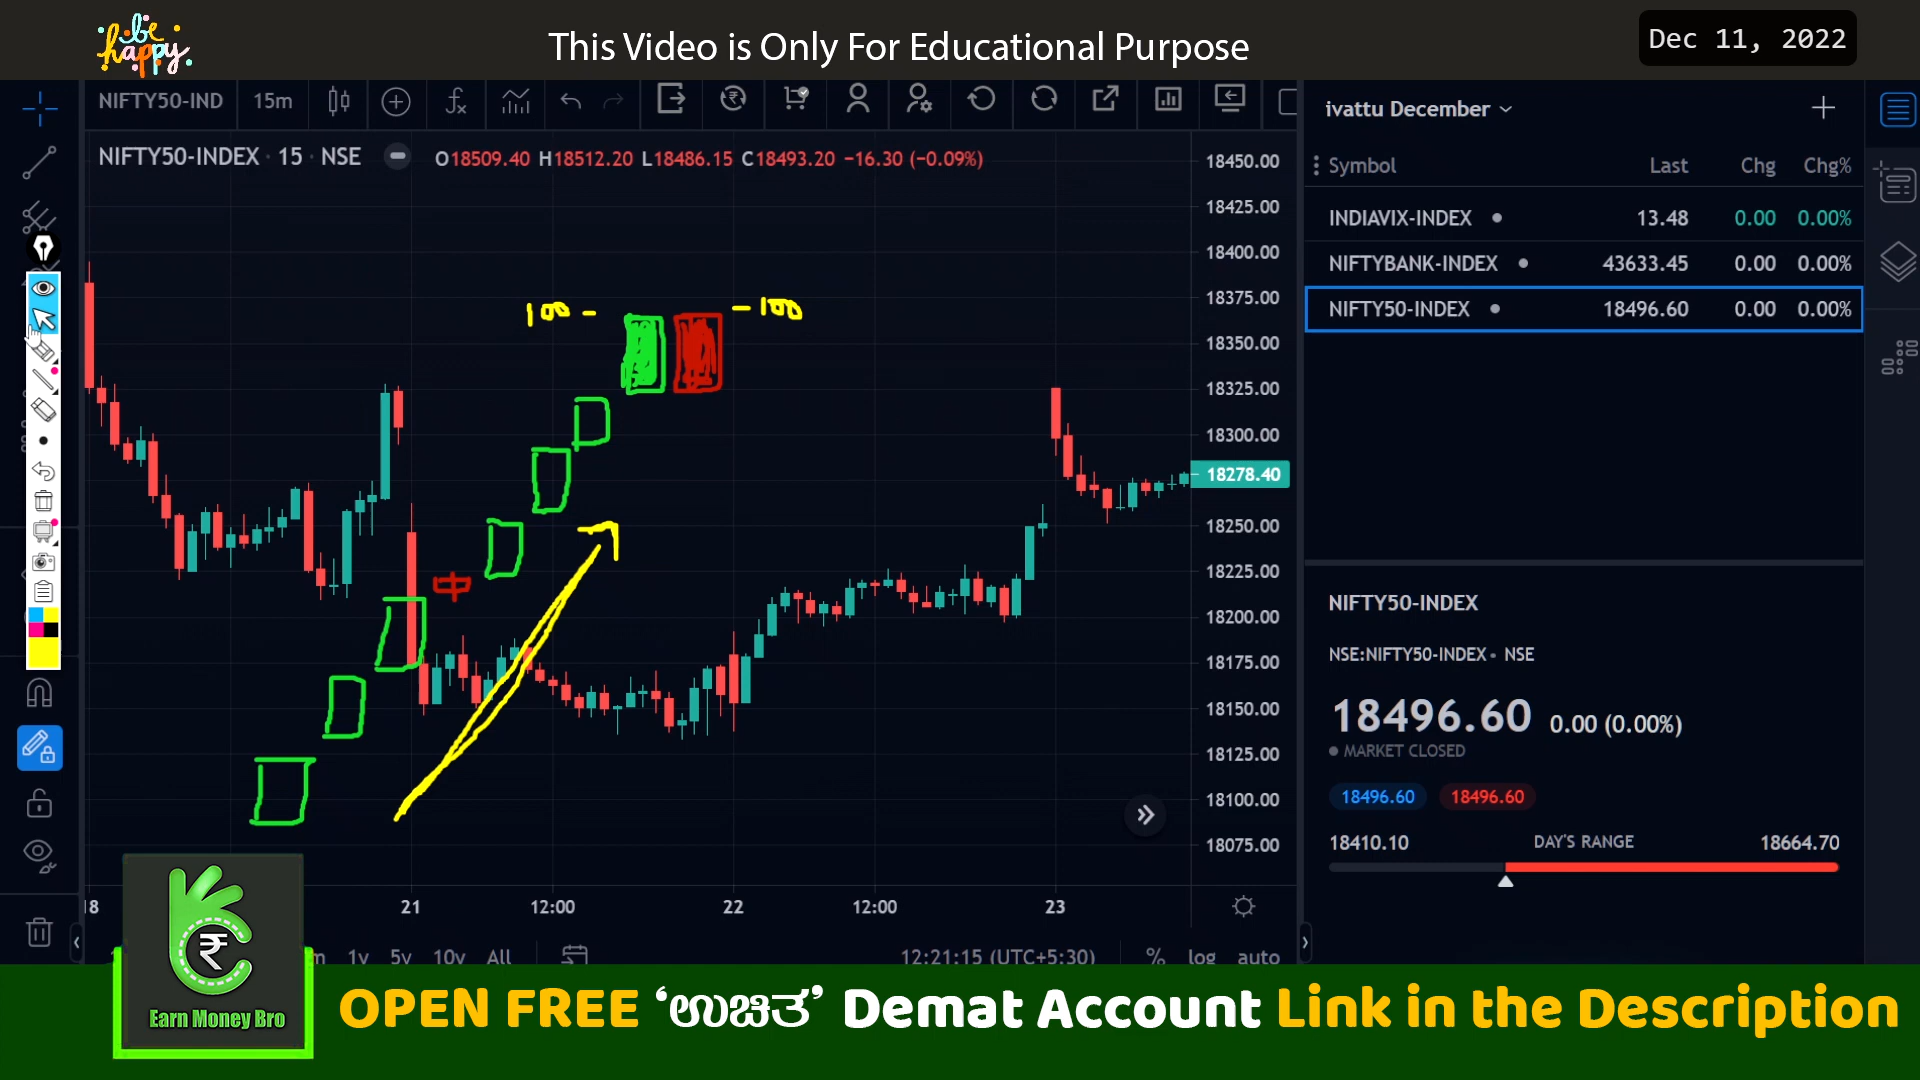 be
happy
This Video is Only For Educational Purpose
Dec 11, 2022
NIFTY50-IND
15m
NIFTY50-INDEX · 15 · NSE
O18509.40 H18512.20 L18486.15 C18493.20 −16.30 (−0.09%)
18450.00
18425.00
18400.00
18375.00
18350.00
18325.00
18300.00
18278.40
18250.00
18225.00
18200.00
18175.00
18150.00
18125.00
18100.00
18075.00
100 -
- 100
18
21
12:00
22
12:00
23
1y 5y 10y All
12:21:15 (UTC+5:30)
% log auto
ivattu December
Symbol Last Chg Chg%
INDIAVIX-INDEX 13.48 0.00 0.00%
NIFTYBANK-INDEX 43633.45 0.00 0.00%
NIFTY50-INDEX 18496.60 0.00 0.00%
NIFTY50-INDEX
NSE:NIFTY50-INDEX • NSE
18496.60 0.00 (0.00%)
MARKET CLOSED
18496.60 18496.60
18410.10 DAY'S RANGE 18664.70
₹
Earn Money Bro
OPEN FREE ‘ಉಚಿತ’ Demat Account Link in the Description